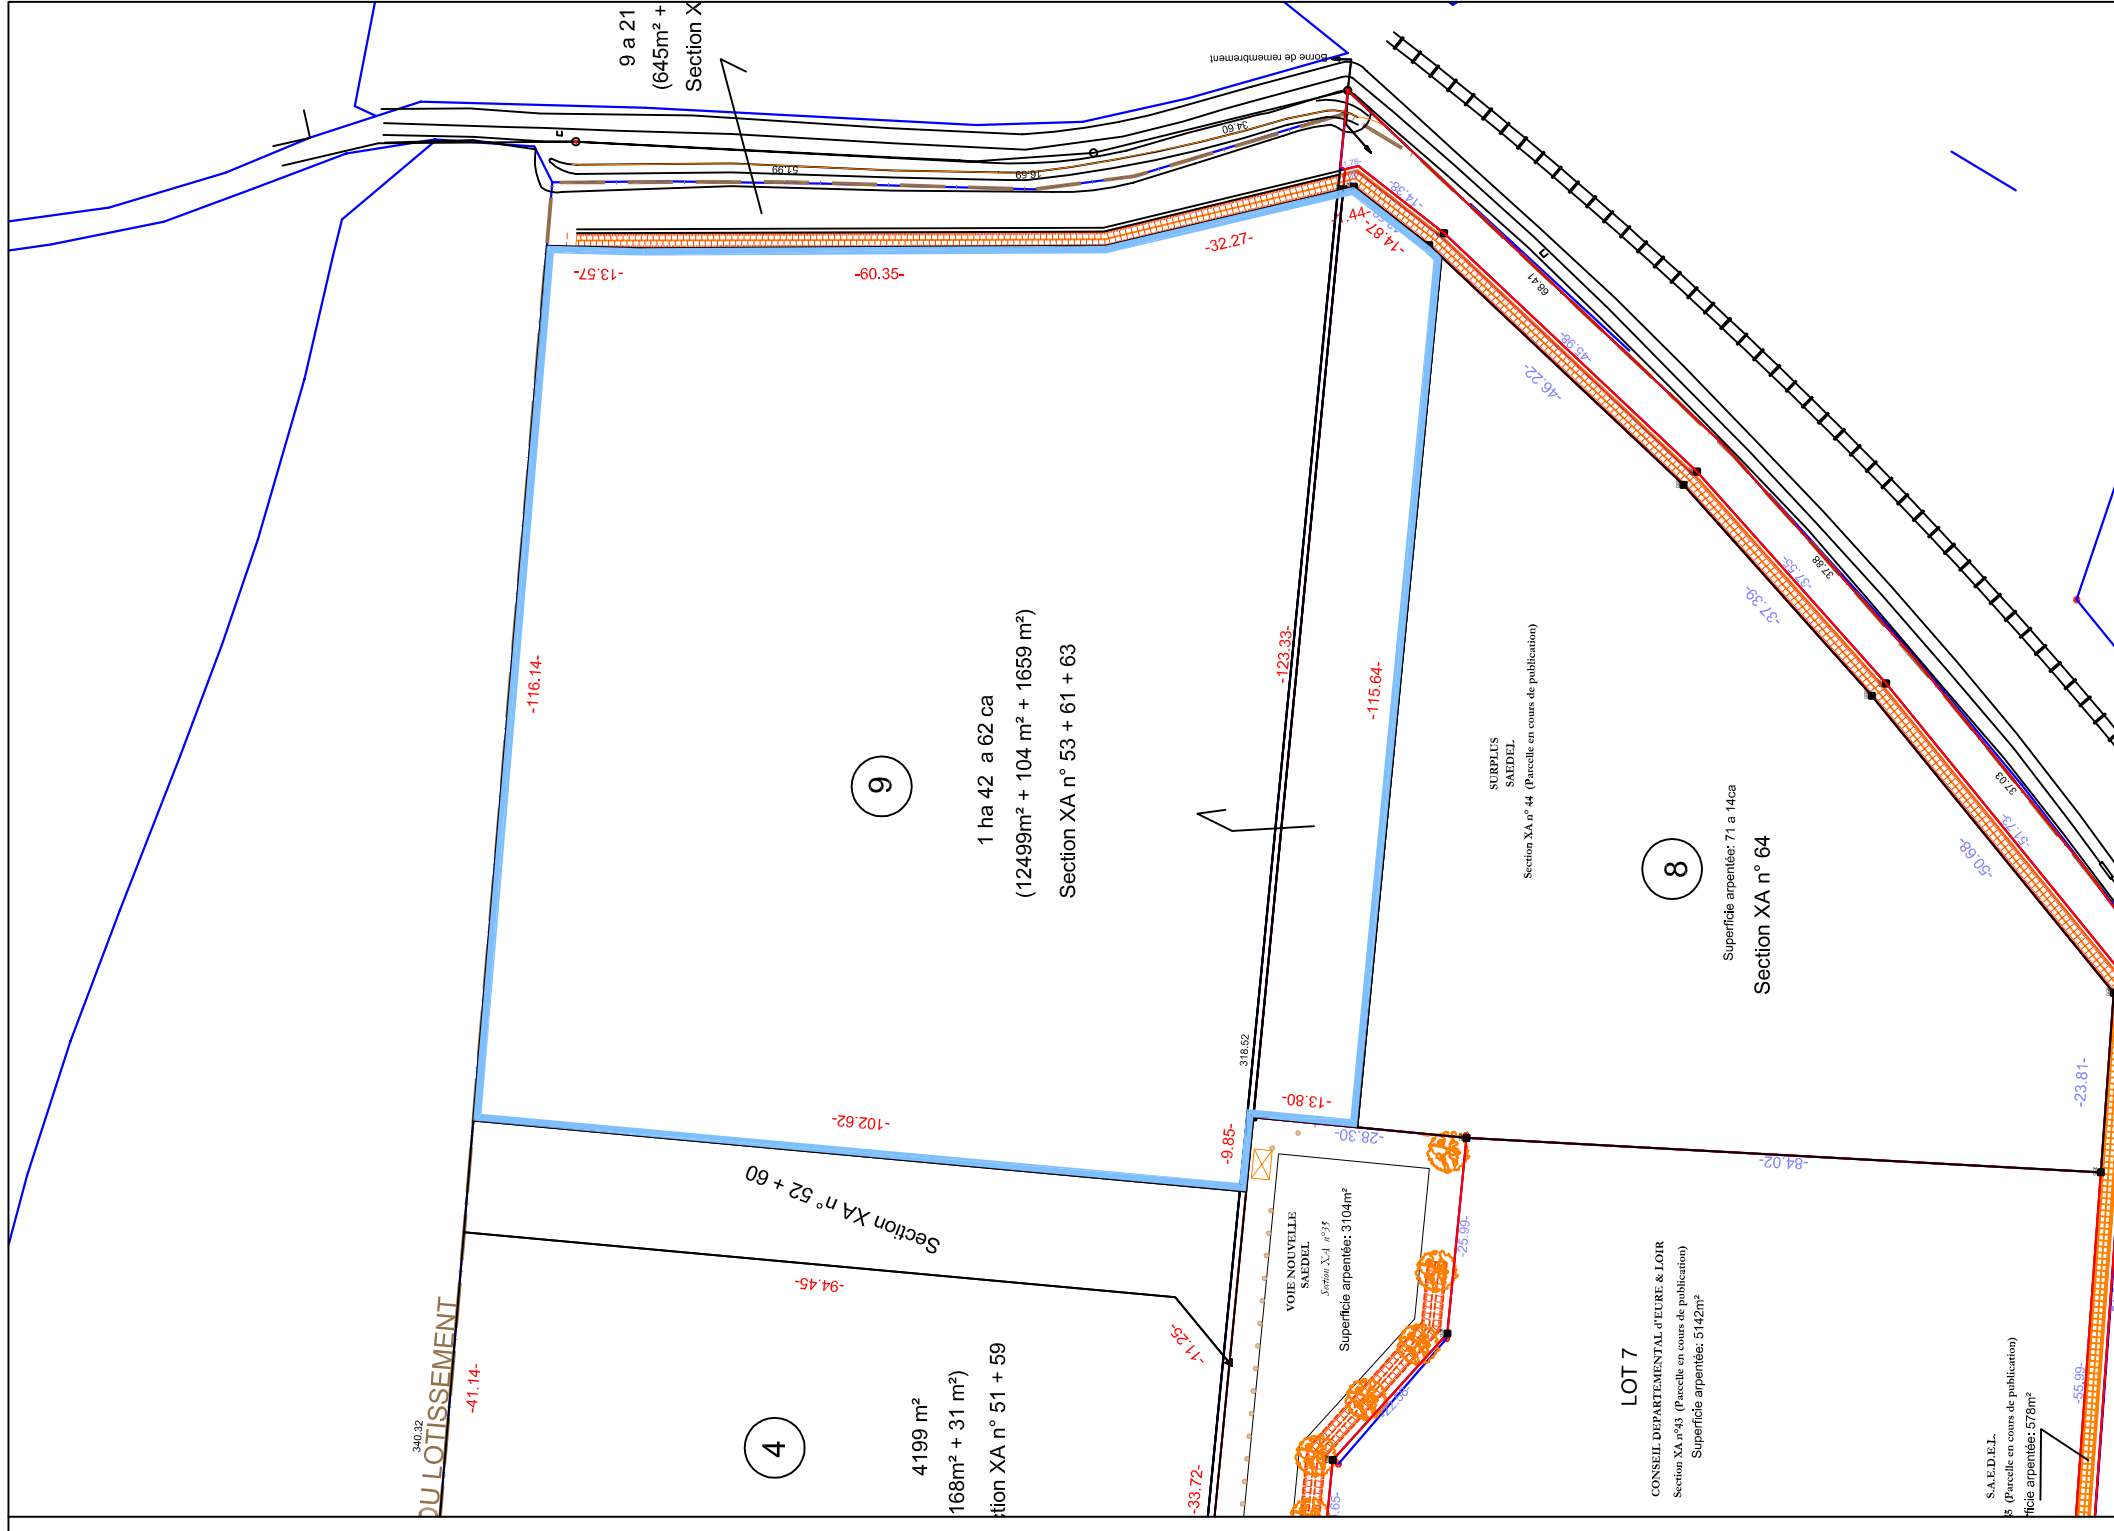 9 a 21
(645m² +
Section X
Borne de remembrement
51.99
16.59
34.60
-13.57-
-60.35-
-32.27-
-14.87-
-14.38-
68.41
-45.98-
-46.22-
-37.55-
37.88
-37.39-
37.03
-51.73-
-50.68-
-116.14-
-123.33-
-115.64-
9
1 ha 42 a 62 ca
(12499m² + 104 m² + 1659 m²)
Section XA n° 53 + 61 + 63
SURPLUS
SAEDEL
Section XA n° 44 (Parcelle en cours de publication)
8
Superficie arpentée: 71 a 14ca
Section XA n° 64
318.52
-102.62-
-9.85-
-13.80-
-28.30-
-84.02-
-23.81-
Section XA n° 52 + 60
-94.45-
-11.25-
VOIE NOUVELLE
SAEDEL
Section XA n°35
Superficie arpentée: 3104m²
-25.99-
DU LOTISSEMENT
340.32
-41.14-
4
4199 m²
168m² + 31 m²)
tion XA n° 51 + 59
-33.72-
LOT 7
CONSEIL DEPARTEMENTAL d'EURE & LOIR
Section XA n°43 (Parcelle en cours de publication)
Superficie arpentée: 5142m²
-55.99-
S.A.E.D.E.L.
(Parcelle en cours de publication)
ficie arpentée: 578m²